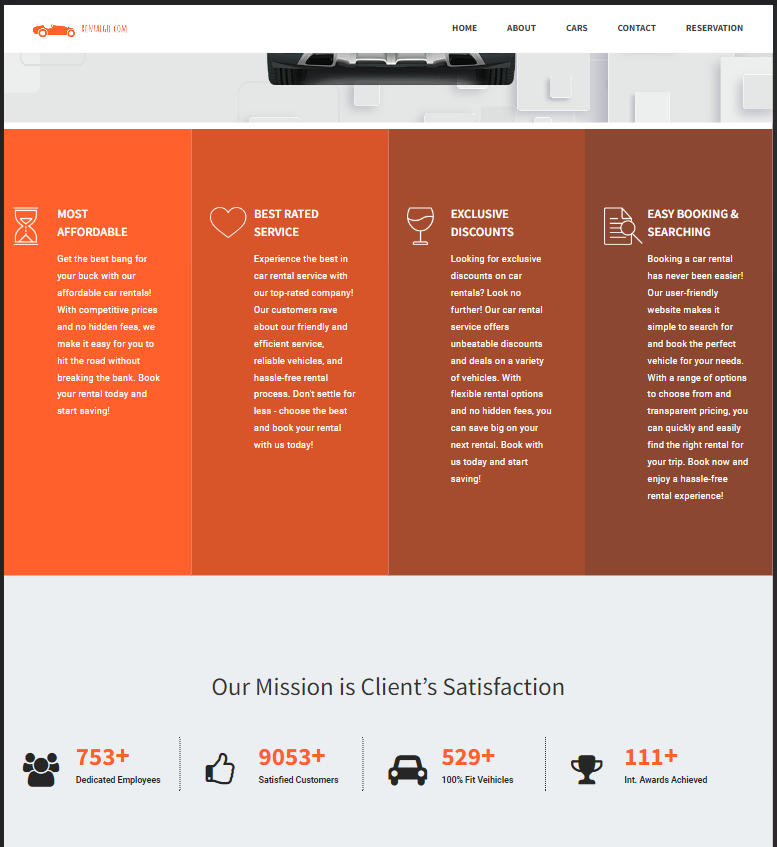 HOME ABOUT CARS CONTACT RESERVATION
MOST
AFFORDABLE
Get the best bang for
your buck with our
affordable car rentals!
With competitive prices
and no hidden fees, we
make it easy for you to
hit the road without
breaking the bank. Book
your rental today and
start saving!
BEST RATED
SERVICE
Experience the best in
car rental service with
our top-rated company!
Our customers rave
about our friendly and
efficient service,
reliable vehicles, and
hassle-free rental
process. Don't settle for
less - choose the best
and book your rental
with us today!
EXCLUSIVE
DISCOUNTS
Looking for exclusive
discounts on car
rentals? Look no
further! Our car rental
service offers
unbeatable discounts
and deals on a variety
of vehicles. With
flexible rental options
and no hidden fees, you
can save big on your
next rental. Book with
us today and start
saving!
EASY BOOKING &
SEARCHING
Booking a car rental
has never been easier!
Our user-friendly
website makes it
simple to search for
and book the perfect
vehicle for your needs.
With a range of options
to choose from and
transparent pricing, you
can quickly and easily
find the right rental for
your trip. Book now and
enjoy a hassle-free
rental experience!
Our Mission is Client’s Satisfaction
753+
Dedicated Employees
9053+
Satisfied Customers
529+
100% Fit Veihicles
111+
Int. Awards Achieved